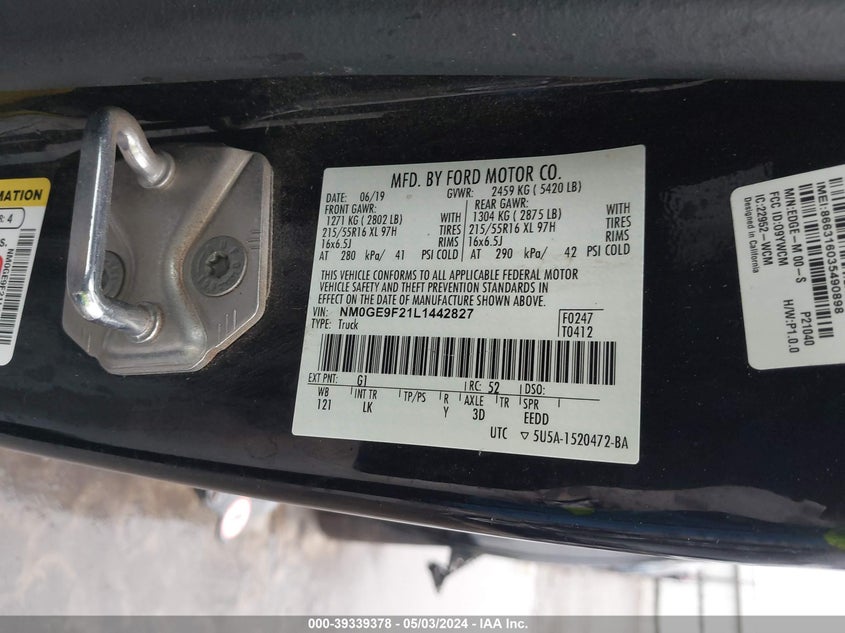 MATION
S: 4
S.
NM0GE9F21L
MFD. BY FORD MOTOR CO.
DATE: 06/19 GVWR: 2459 KG ( 5420 LB)
FRONT GAWR: REAR GAWR:
1271 KG ( 2802 LB) WITH 1304 KG ( 2875 LB) WITH
215/55R16 XL 97H TIRES 215/55R16 XL 97H TIRES
16x6.5J RIMS 16x6.5J RIMS
AT 280 kPa/ 41 PSI COLD AT 290 kPa/ 42 PSI COLD
THIS VEHICLE CONFORMS TO ALL APPLICABLE FEDERAL MOTOR
VEHICLE SAFETY AND THEFT PREVENTION STANDARDS IN
EFFECT ON THE DATE OF MANUFACTURE SHOWN ABOVE.
VIN: NM0GE9F21L1442827 F0247
TYPE: Truck T0412
EXT PNT: G1 RC: 52 DSO:
WB INT TR TP/PS R AXLE TR SPR
121 LK Y 3D EEDD
UTC ▽ 5U5A-1520472-BA
IMEI:866316035490898
M/N:EDGE-M 00-S P21040
FCC ID:O9YWCM H/W:P1.0.0
IC:22952-WCM
Designed in California
000-39339378 - 05/03/2024 - IAA Inc.